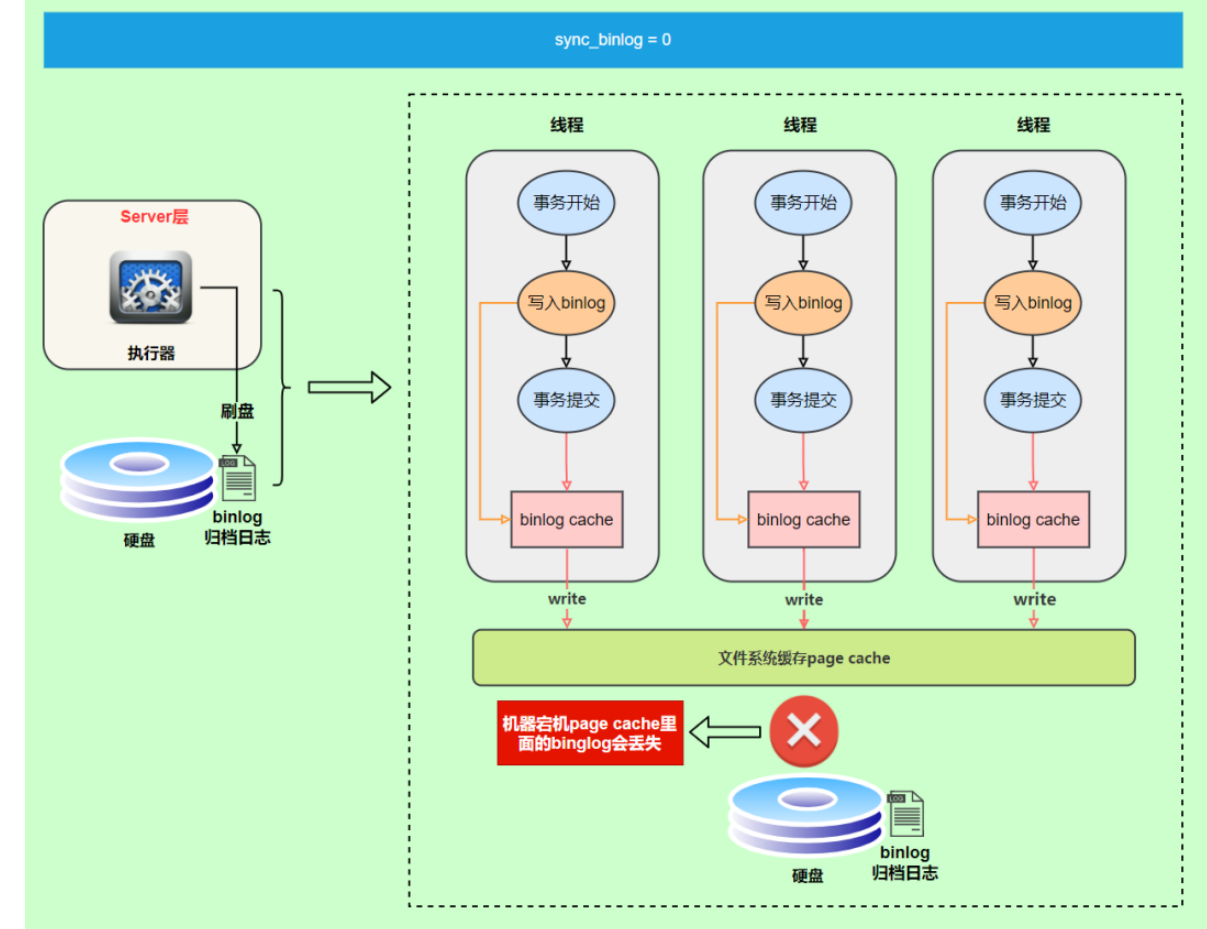 sync_binlog = 0
Server层
执行器
刷盘
LOG
硬盘
binlog
归档日志
线程
线程
线程
事务开始
事务开始
事务开始
写入binlog
写入binlog
写入binlog
事务提交
事务提交
事务提交
binlog cache
binlog cache
binlog cache
write
write
write
文件系统缓存page cache
机器宕机page cache里
面的binglog会丢失
LOG
硬盘
binlog
归档日志